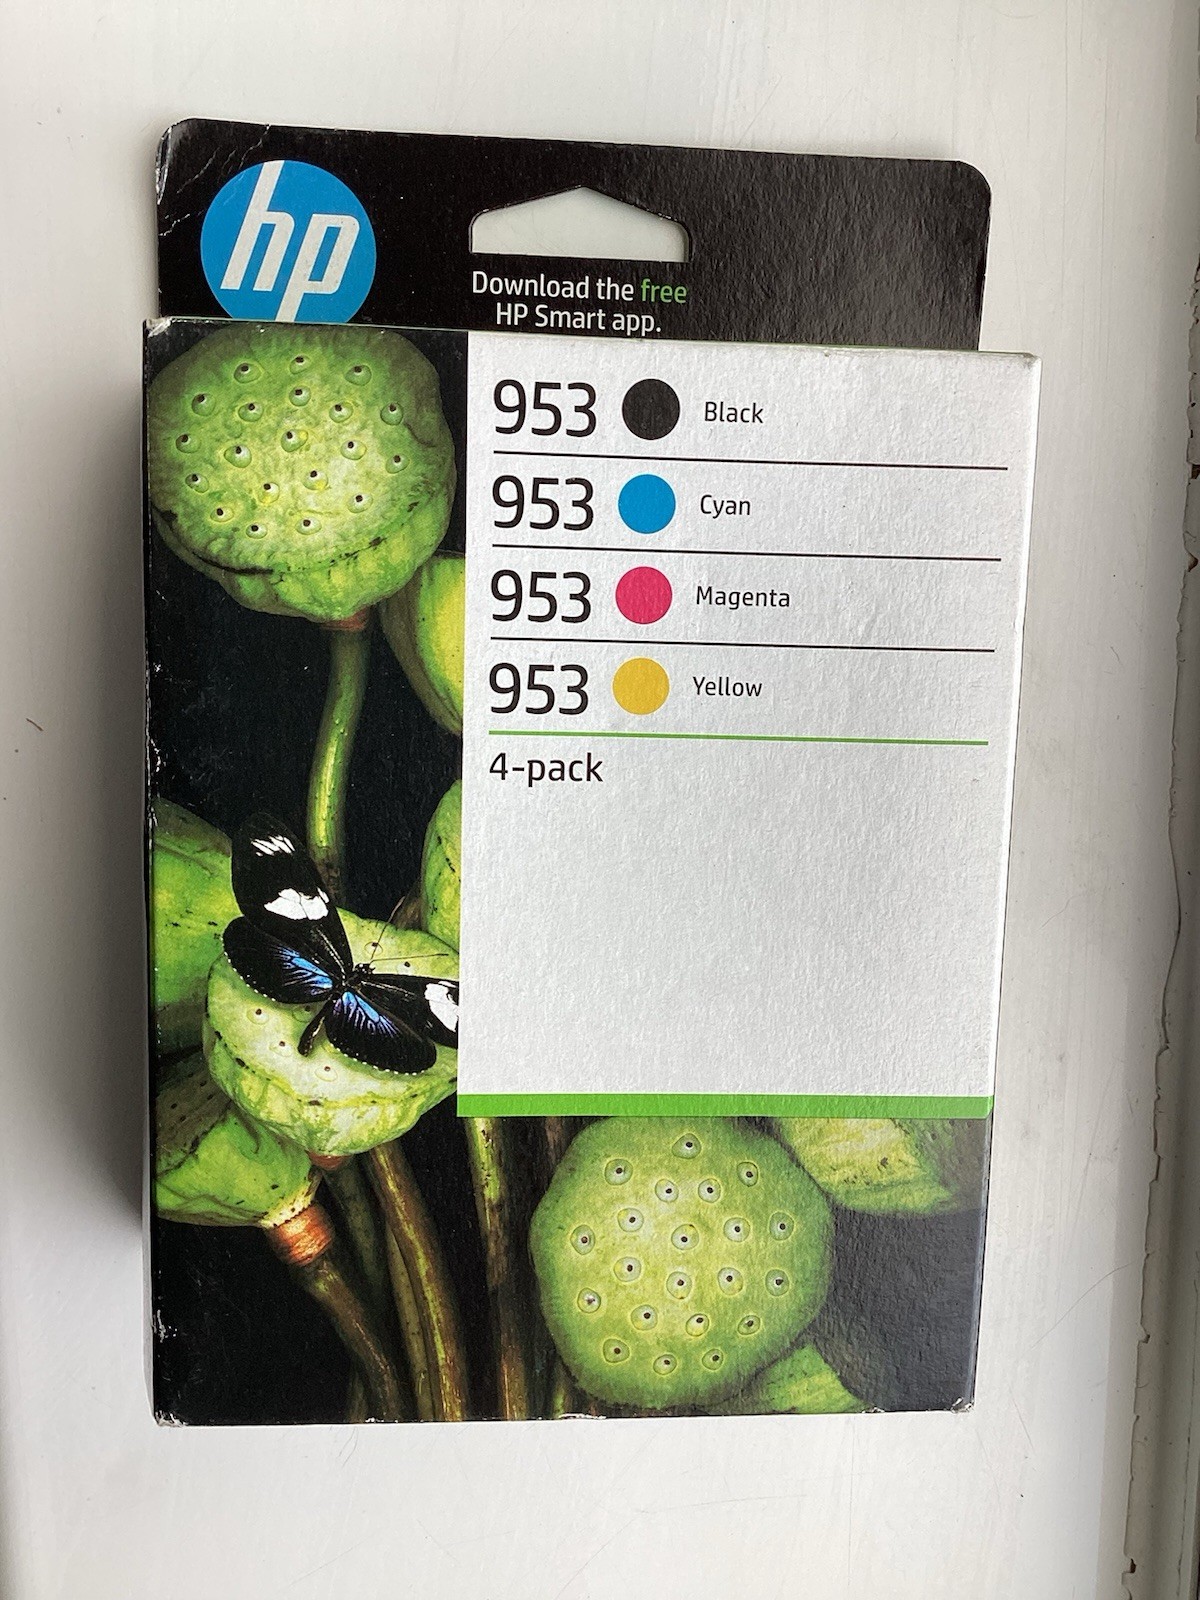 hp
Download the free
HP Smart app.
953 Black
953 Cyan
953 Magenta
953 Yellow
4-pack